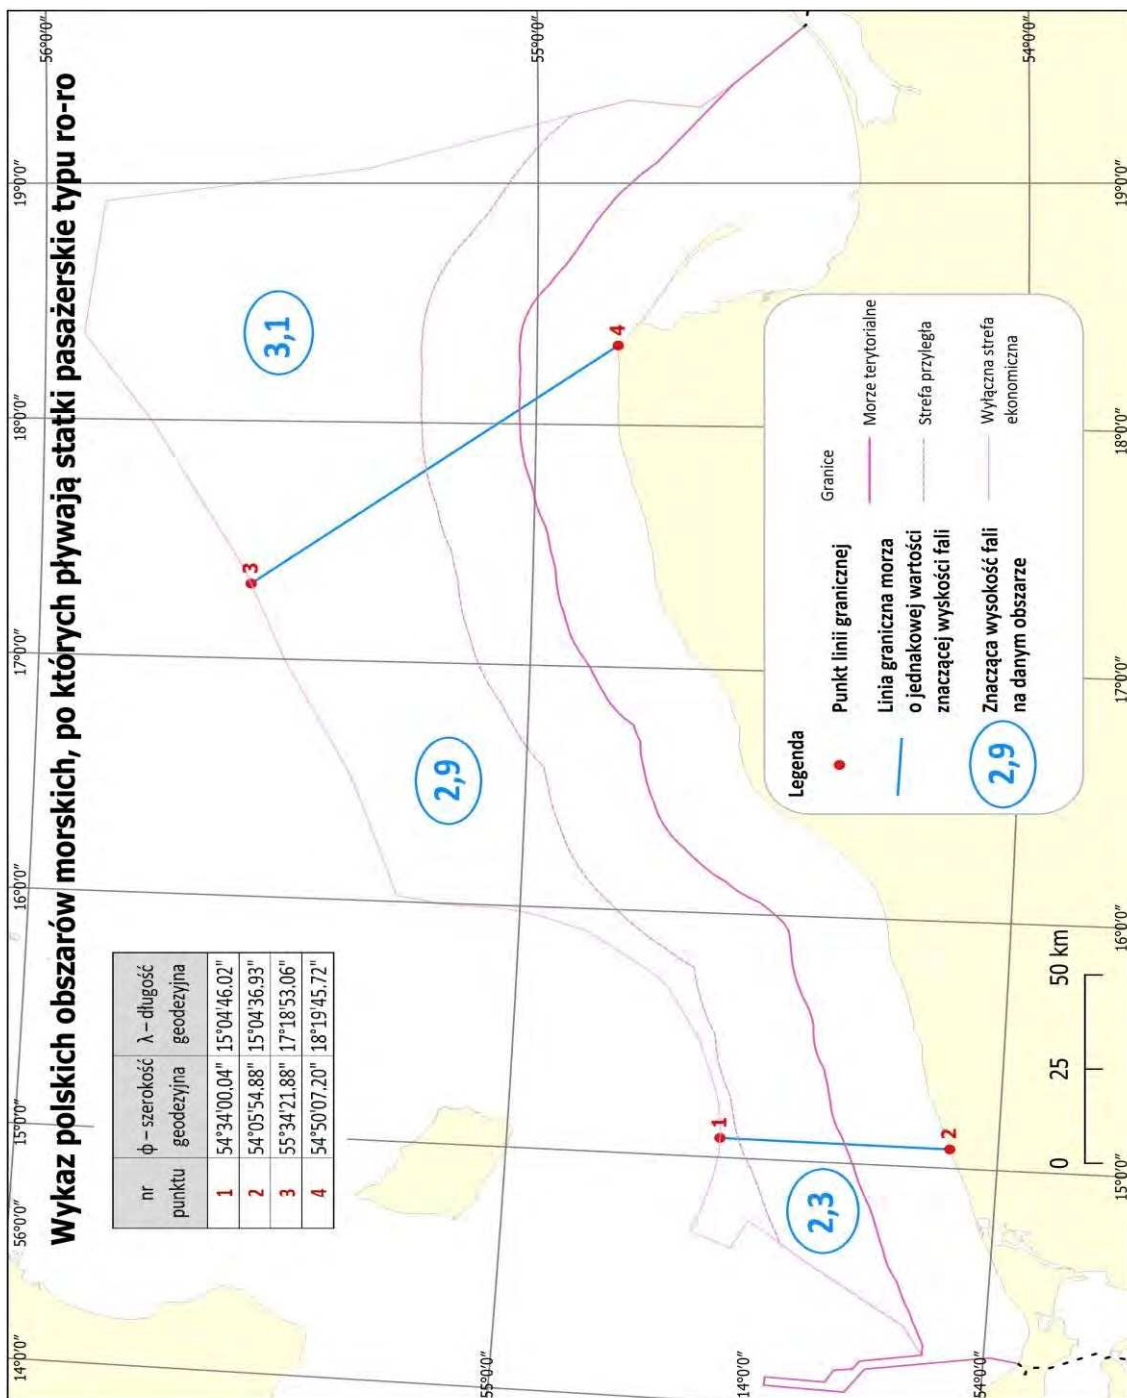 Wykaz polskich obszarów morskich, po których pływają statki pasażerskie typu ro-ro
14°0'0"
56°0'0"
15°0'0"
16°0'0"
17°0'0"
18°0'0"
19°0'0"
56°0'0"
nr punktu	φ – szerokość geodezyjna	λ – długość geodezyjna
1	54°34'00.04"	15°04'46.02"
2	54°05'54.88"	15°04'36.93"
3	55°34'21.88"	17°18'53.06"
4	54°50'07.20"	18°19'45.72"
3,1
3
2,9
4
1
2,3
2
55°0'0"
55°0'0"
14°0'0"
54°0'0"
54°0'0"
15°0'0"
16°0'0"
17°0'0"
18°0'0"
19°0'0"
0 25 50 km
Legenda
Punkt linii granicznej
Linia graniczna morza
o jednakowej wartości
znaczącej wyskości fali
2,9
Znacząca wysokość fali
na danym obszarze
Granice
Morze terytorialne
Strefa przyległa
Wyłączna strefa
ekonomiczna